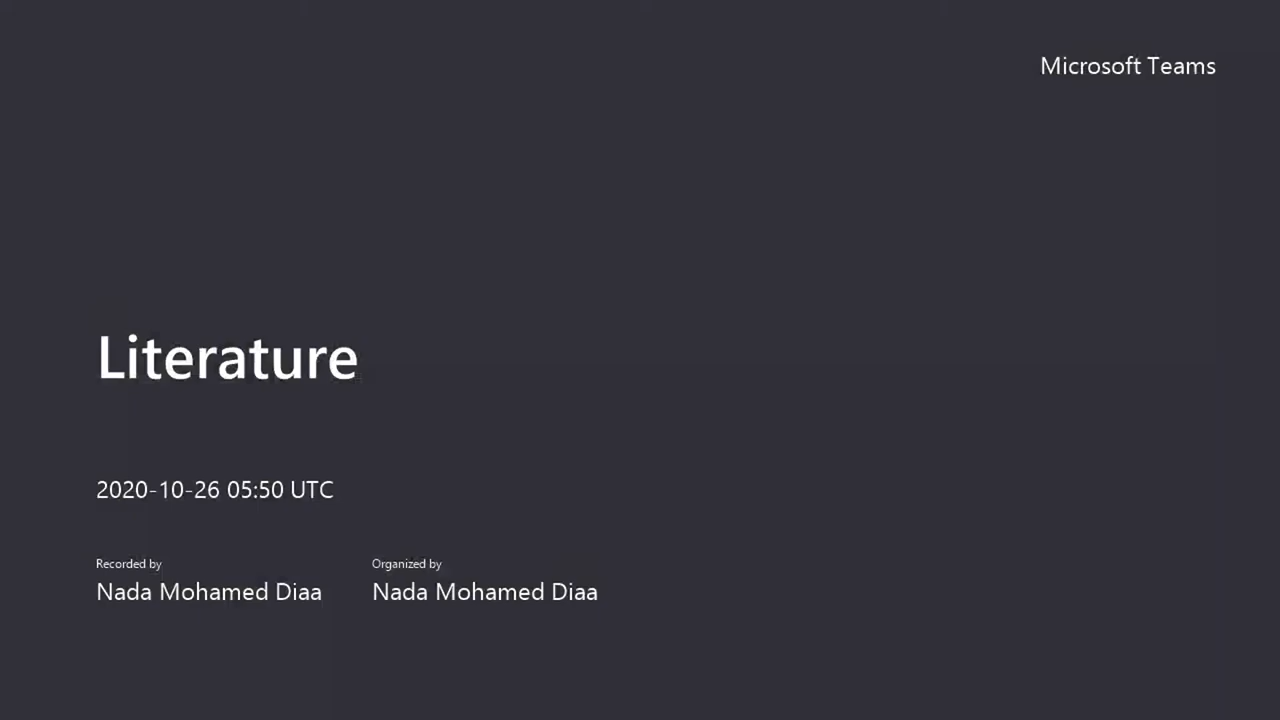 Microsoft Teams
Literature
2020-10-26 05:50 UTC
Recorded by
Nada Mohamed Diaa
Organized by
Nada Mohamed Diaa